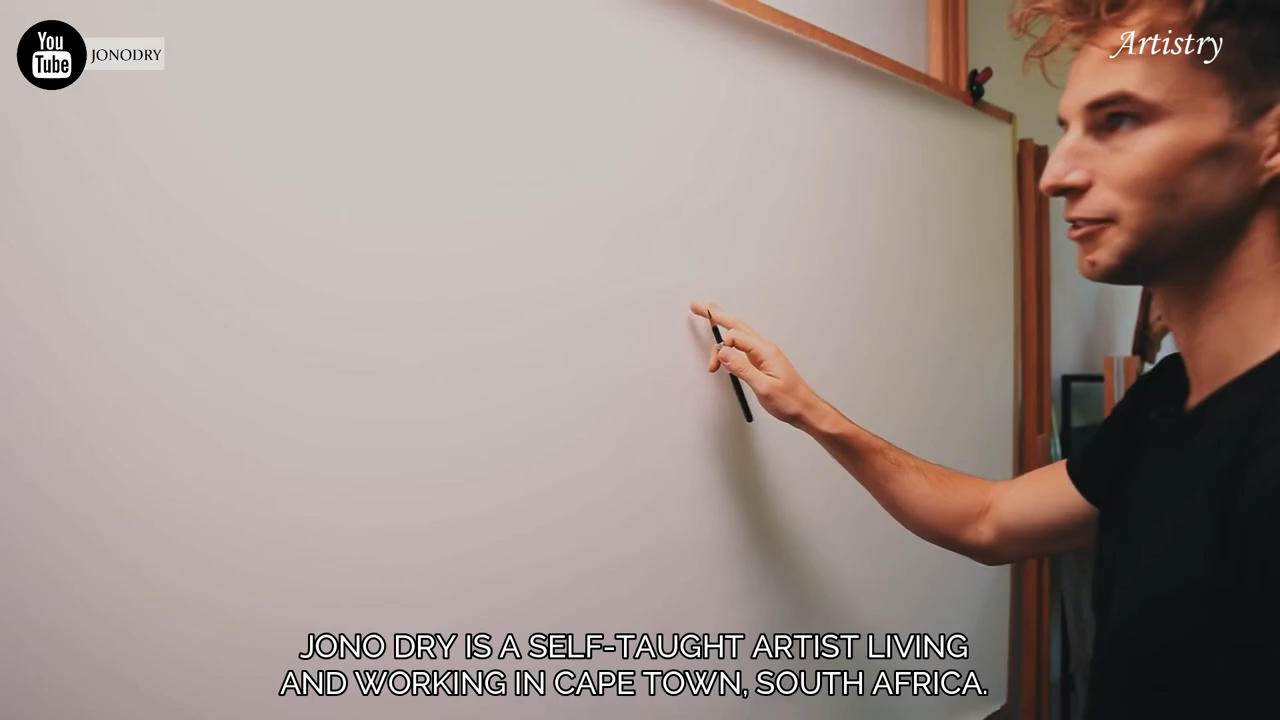 You
Tube
JONODRY
Artistry
JONO DRY IS A SELF-TAUGHT ARTIST LIVING
AND WORKING IN CAPE TOWN, SOUTH AFRICA.